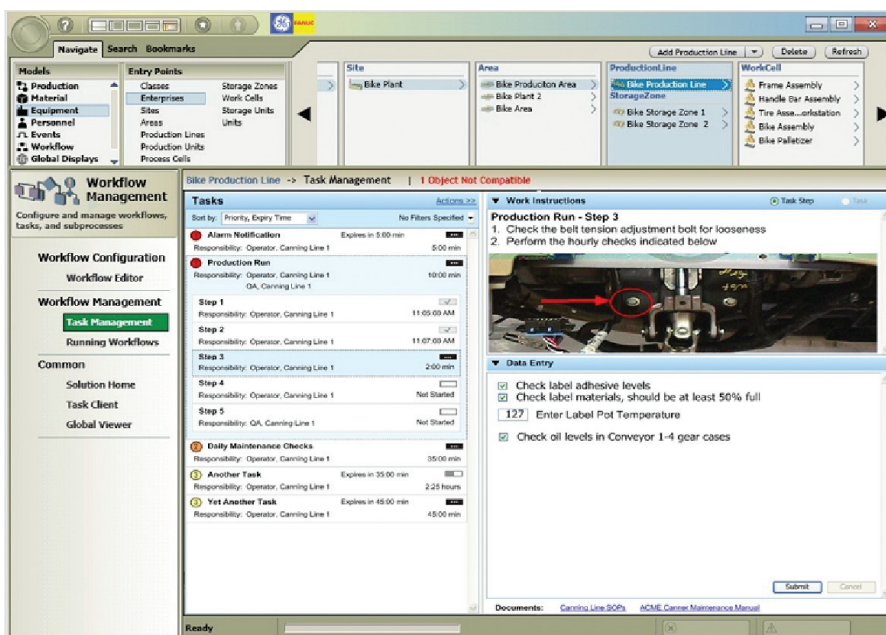 GE FANUC
Navigate Search Bookmarks
Add Production Line Delete Refresh
Models
Production
Material
Equipment
Personnel
Events
Workflow
Global Displays
Entry Points
Classes
Enterprises
Sites
Areas
Production Lines
Production Units
Process Cells
Storage Zones
Work Cells
Storage Units
Units
Site
Bike Plant
Area
Bike Produciton Area
Bike Plant 2
Bike Area
ProductionLine
Bike Production Line
StorageZone
Bike Storage Zone 1
Bike Storage Zone 2
WorkCell
Frame Assembly
Handle Bar Assembly
Tire Asse...orkstation
Bike Assembly
Bike Palletizer
Workflow
Management
Configure and manage workflows,
tasks, and subprocesses
Workflow Configuration
Workflow Editor
Workflow Management
Task Management
Running Workflows
Common
Solution Home
Task Client
Global Viewer
Bike Production Line -> Task Management | 1 Object Not Compatible
Tasks Actions >>
Sort by: Priority, Expiry Time No Filters Specified
Alarm Notification Expires in 5:00 min
Responsibility: Operator, Canning Line 1 5:00 min
Production Run
Responsibility: Operator, Canning Line 1 10:00 min
QA, Canning Line 1
Step 1
Responsibility: Operator, Canning Line 1 11:05:00 AM
Step 2
Responsibility: Operator, Canning Line 1 11:07:00 AM
Step 3
Responsibility: Operator, Canning Line 1 2:00 min
Step 4
Responsibility: Operator, Canning Line 1 Not Started
Step 5
Responsibility: QA, Canning Line 1 Not Started
2 Daily Maintenance Checks
Responsibility: Operator, Canning Line 1 35:00 min
3 Another Task Expires in 35:00 min
Responsibility: Operator, Canning Line 1 2:25 hours
3 Yet Another Task Expires in 45:00 min
Responsibility: Operator, Canning Line 1 45:00 min
Work Instructions Task Step Task
Production Run - Step 3
1. Check the belt tension adjustment bolt for looseness
2. Perform the hourly checks indicated below
Data Entry
Check label adhesive levels
Check label materials, should be at least 50% full
127 Enter Label Pot Temperature
Check oil levels in Conveyor 1-4 gear cases
Submit Cancel
Documents: Canning Line SOPs ACME Canner Maintenance Manual
Ready